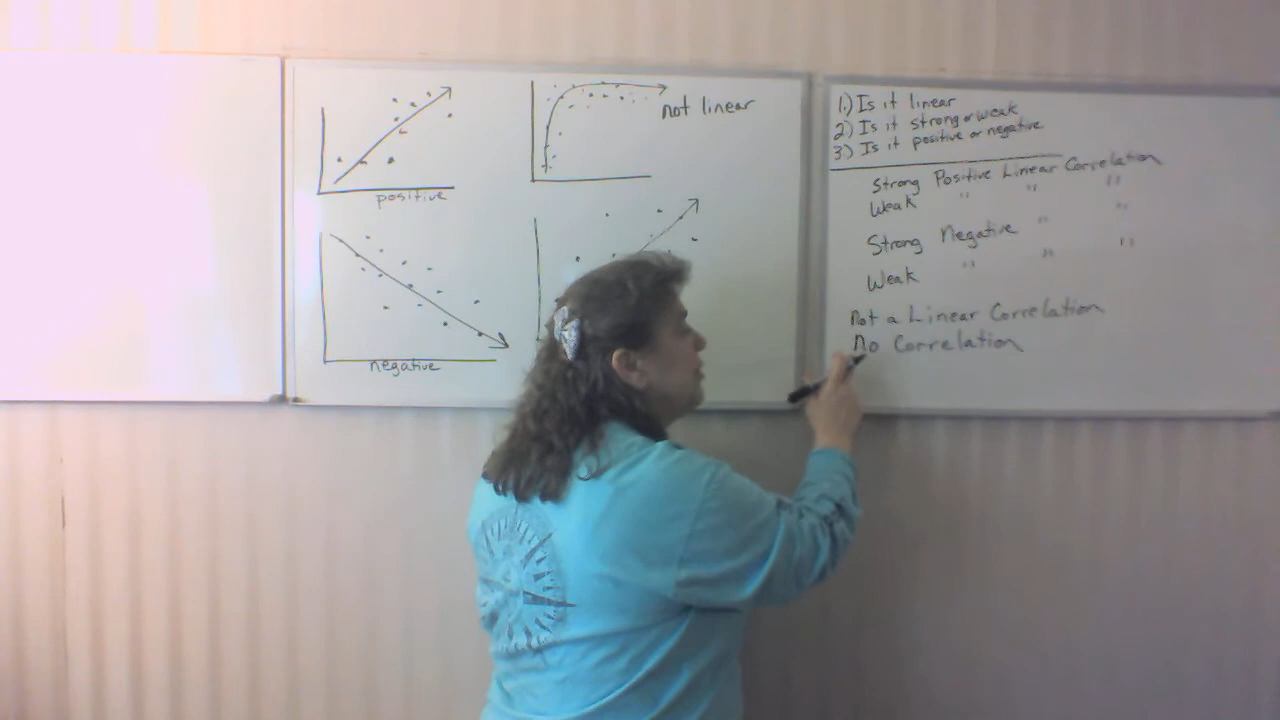 positive
not linear
negative
1.) Is it linear
2) Is it strong or weak
3) Is it positive or negative
Strong Positive Linear Correlation
Weak " " "
Strong Negative " "
Weak " " "
Not a Linear Correlation
No Correlation